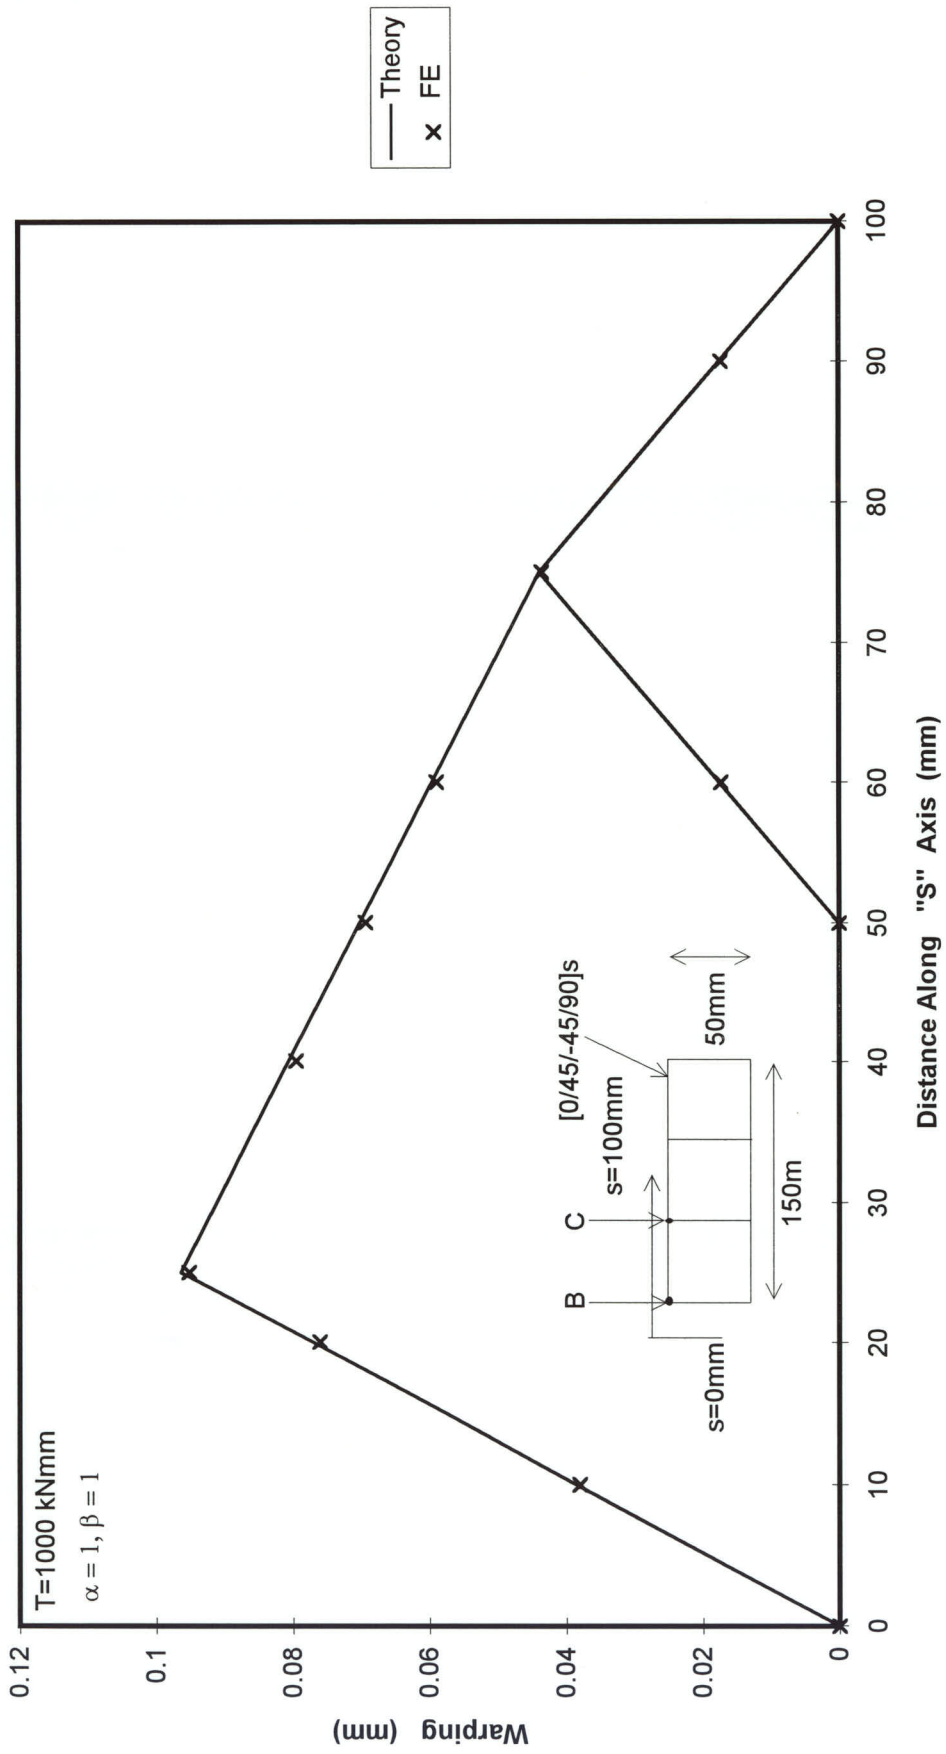 T=1000 kNmm
α = 1, β = 1
0.12
0.1
0.08
0.06
0.04
0.02
0
Warping (mm)
0
10
20
30
40
50
60
70
80
90
100
Distance Along "S" Axis (mm)
B
C
s=0mm
s=100mm
[0/45/-45/90]s
50mm
150m
Theory
FE